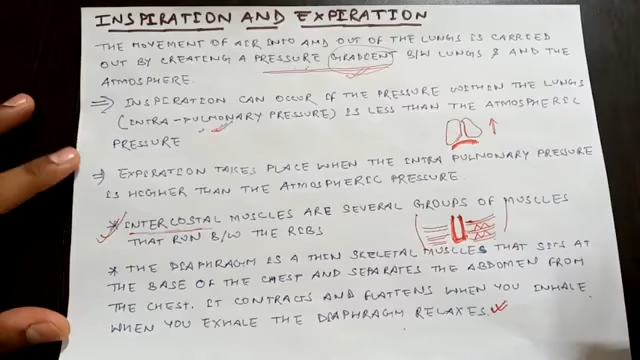 INSPIRATION AND EXPIRATION
THE MOVEMENT OF AIR INTO AND OUT OF THE LUNGS IS CARRIED
OUT BY CREATING A PRESSURE GRADIENT B/W LUNGS & AND THE
ATMOSPHERE.
⇒ INSPIRATION CAN OCCUR IF THE PRESSURE WITHIN THE LUNGS
(INTRA-PULMONARY PRESSURE) IS LESS THAN THE ATMOSPHERIC
PRESSURE
⇒ EXPIRATION TAKES PLACE WHEN THE INTRA PULMONARY PRESSURE
IS HIGHER THAN THE ATMOSPHERIC PRESSURE.
* INTERCOSTAL MUSCLES ARE SEVERAL GROUPS OF MUSCLES
THAT RUN B/W THE RIBS
* THE DIAPHRAGM IS A THIN SKELETAL MUSCLES THAT SITS AT
THE BASE OF THE CHEST AND SEPARATES THE ABDOMEN FROM
THE CHEST. IT CONTRACTS AND FLATTENS WHEN YOU INHALE.
WHEN YOU EXHALE THE DIAPHRAGM RELAXES.